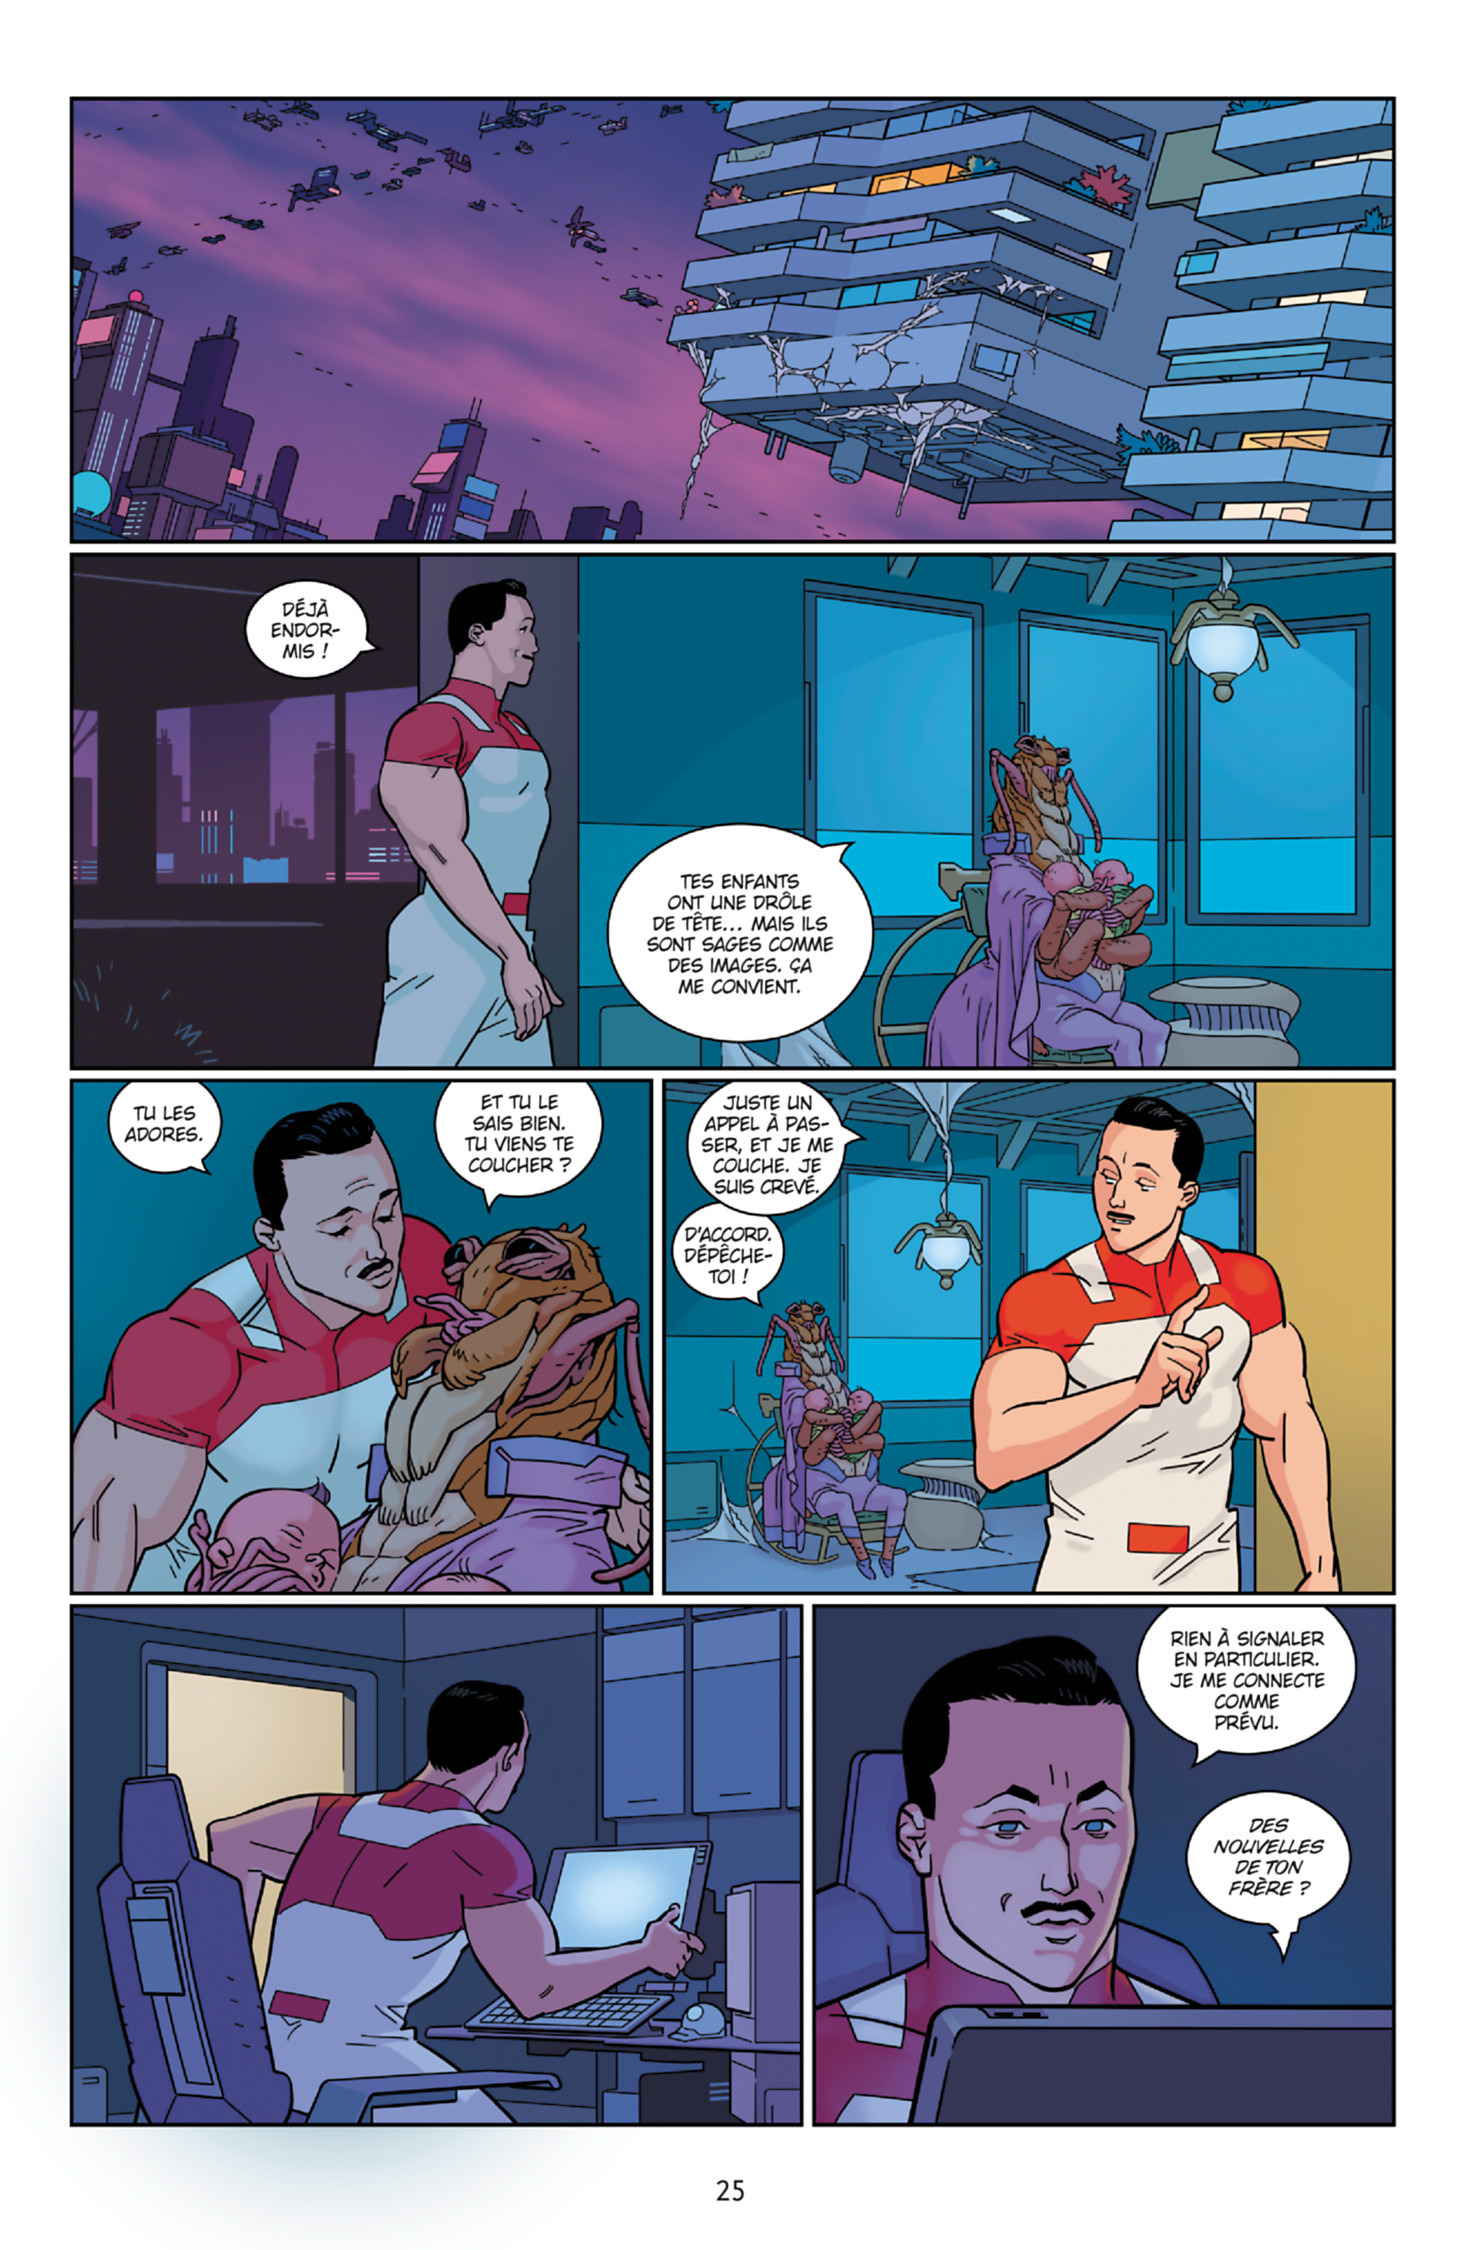 DÉJÀ
ENDOR-
MIS !
TES ENFANTS
ONT UNE DRÔLE
DE TÊTE... MAIS ILS
SONT SAGES COMME
DES IMAGES. ÇA
ME CONVIENT.
TU LES
ADORES.
ET TU LE
SAIS BIEN.
TU VIENS TE
COUCHER ?
JUSTE UN
APPEL À PAS-
SER, ET JE ME
COUCHE. JE
SUIS CREVÉ.
D'ACCORD.
DÉPÊCHE-
TOI !
RIEN À SIGNALER
EN PARTICULIER.
JE ME CONNECTE
COMME
PRÉVU.
DES
NOUVELLES
DE TON
FRÈRE ?
25